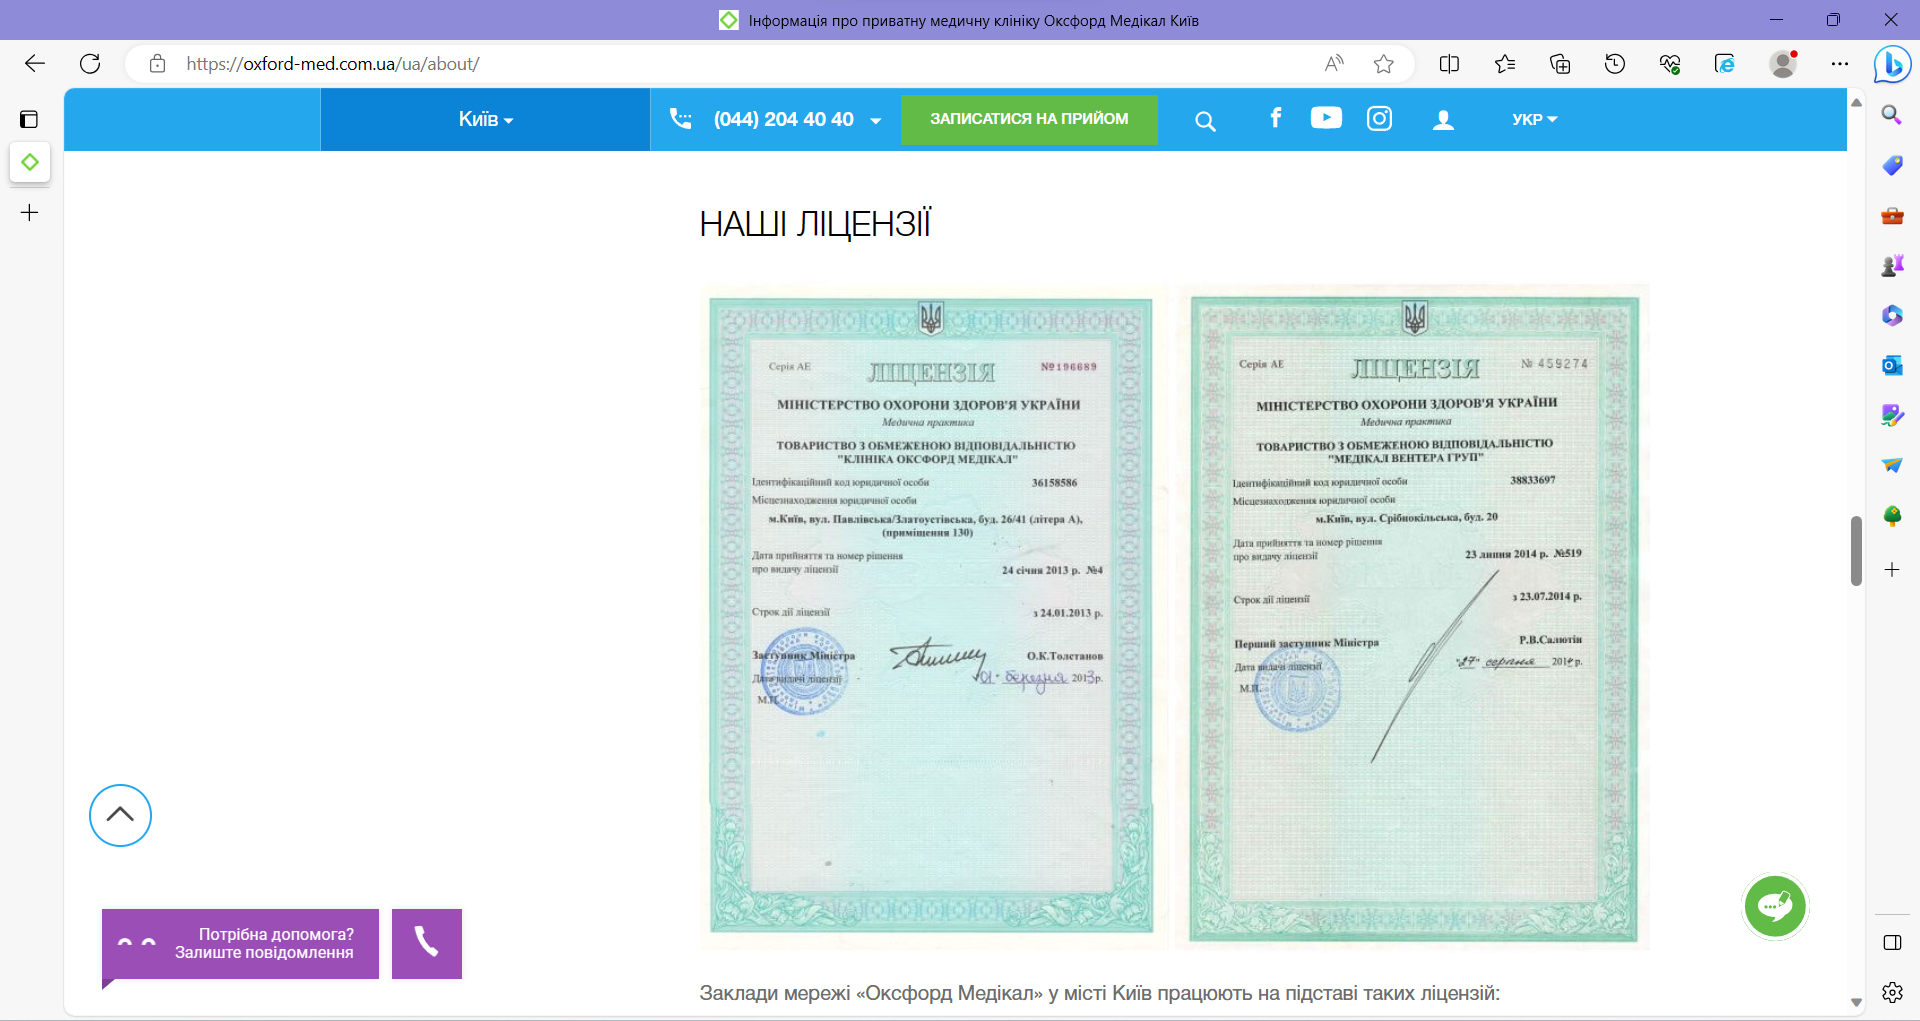 Інформація про приватну медичну клініку Оксфорд Медікал Київ
https://oxford-med.com.ua/ua/about/
Київ
(044) 204 40 40
ЗАПИСАТИСЯ НА ПРИЙОМ
УКР
НАШІ ЛІЦЕНЗІЇ
Серія АЕ
ЛІЦЕНЗІЯ
№196689
МІНІСТЕРСТВО ОХОРОНИ ЗДОРОВ'Я УКРАЇНИ
Медична практика
ТОВАРИСТВО З ОБМЕЖЕНОЮ ВІДПОВІДАЛЬНІСТЮ
"КЛІНІКА ОКСФОРД МЕДІКАЛ"
Ідентифікаційний код юридичної особи 36158586
Місцезнаходження юридичної особи
м.Київ, вул. Павлівська/Златоустівська, буд. 26/41 (літера А),
(приміщення 130)
Дата прийняття та номер рішення
про видачу ліцензії 24 січня 2013 р. №4
Строк дії ліцензії з 24.01.2013 р.
Заступник Міністра О.К.Толстанов
Дата видачі ліцензії "01" березня 2013р.
М.П.
Серія АЕ
ЛІЦЕНЗІЯ
№ 459274
МІНІСТЕРСТВО ОХОРОНИ ЗДОРОВ'Я УКРАЇНИ
Медична практика
ТОВАРИСТВО З ОБМЕЖЕНОЮ ВІДПОВІДАЛЬНІСТЮ
"МЕДІКАЛ ВЕНТЕРА ГРУП"
Ідентифікаційний код юридичної особи 38833697
Місцезнаходження юридичної особи
м.Київ, вул. Срібнокільська, буд. 20
Дата прийняття та номер рішення
про видачу ліцензії 23 липня 2014 р. №519
Строк дії ліцензії з 23.07.2014 р.
Перший заступник Міністра Р.В.Салютін
Дата видачі ліцензії "27" серпня 2014р.
М.П.
Потрібна допомога?
Залиште повідомлення
Заклади мережі «Оксфорд Медікал» у місті Київ працюють на підставі таких ліцензій: